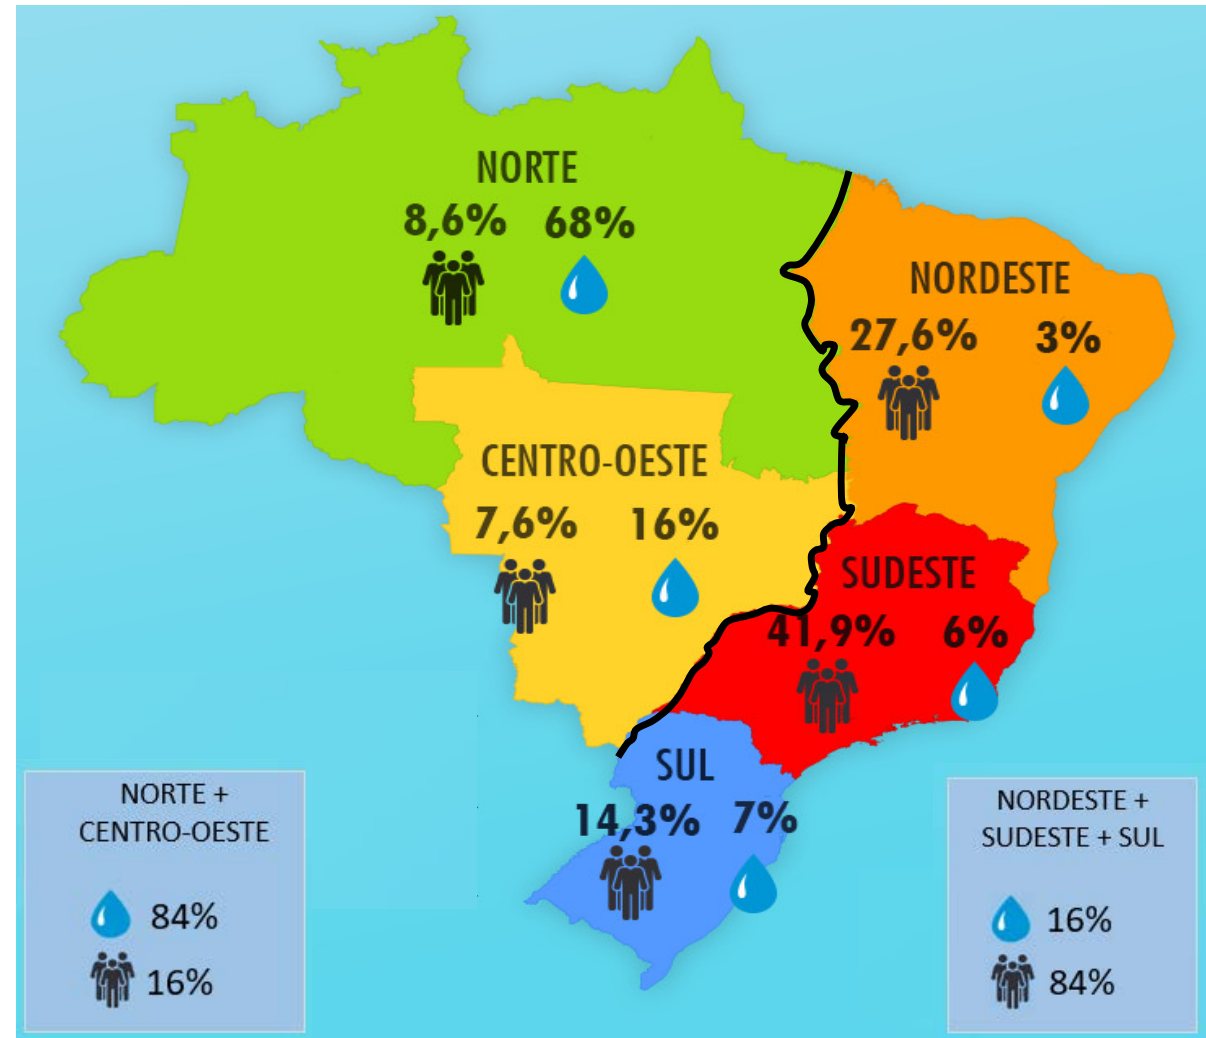 NORTE
8,6% 68%
NORDESTE
27,6% 3%
CENTRO-OESTE
7,6% 16%
SUDESTE
41,9% 6%
SUL
14,3% 7%
NORTE +
CENTRO-OESTE
84%
16%
NORDESTE +
SUDESTE + SUL
16%
84%